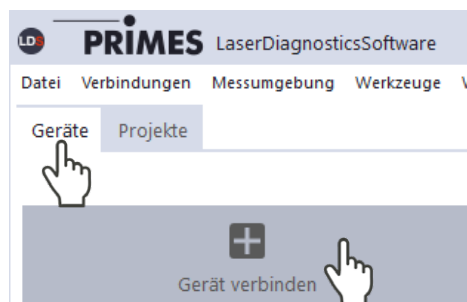 LDS PRIMES LaserDiagnosticsSoftware
Datei Verbindungen Messumgebung Werkzeuge
Geräte Projekte
Gerät verbinden